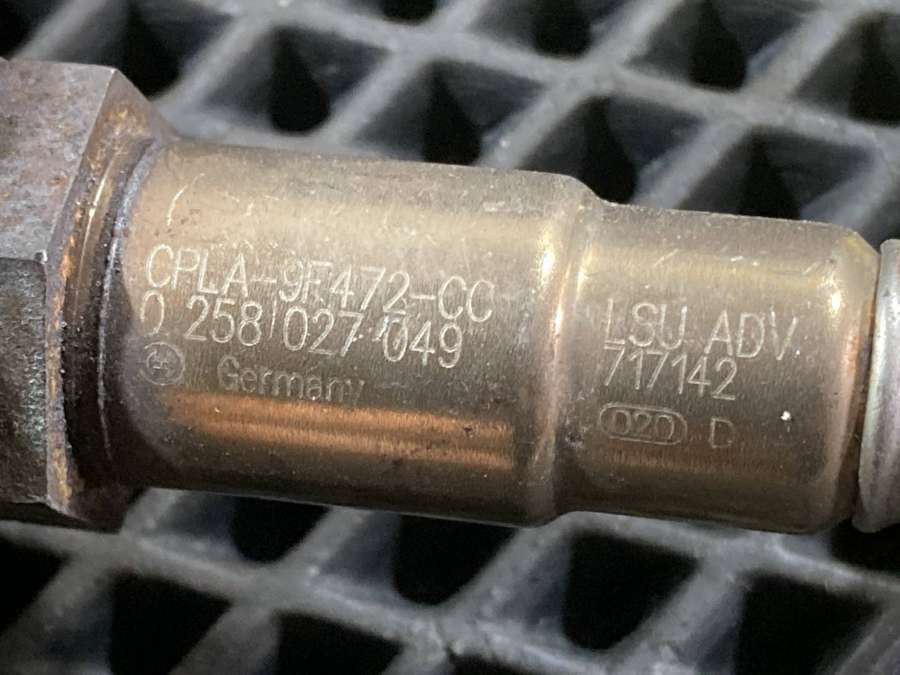 CPLA-9F472-CC
0 258 027 049
Germany
LSU ADV
717142
020 D